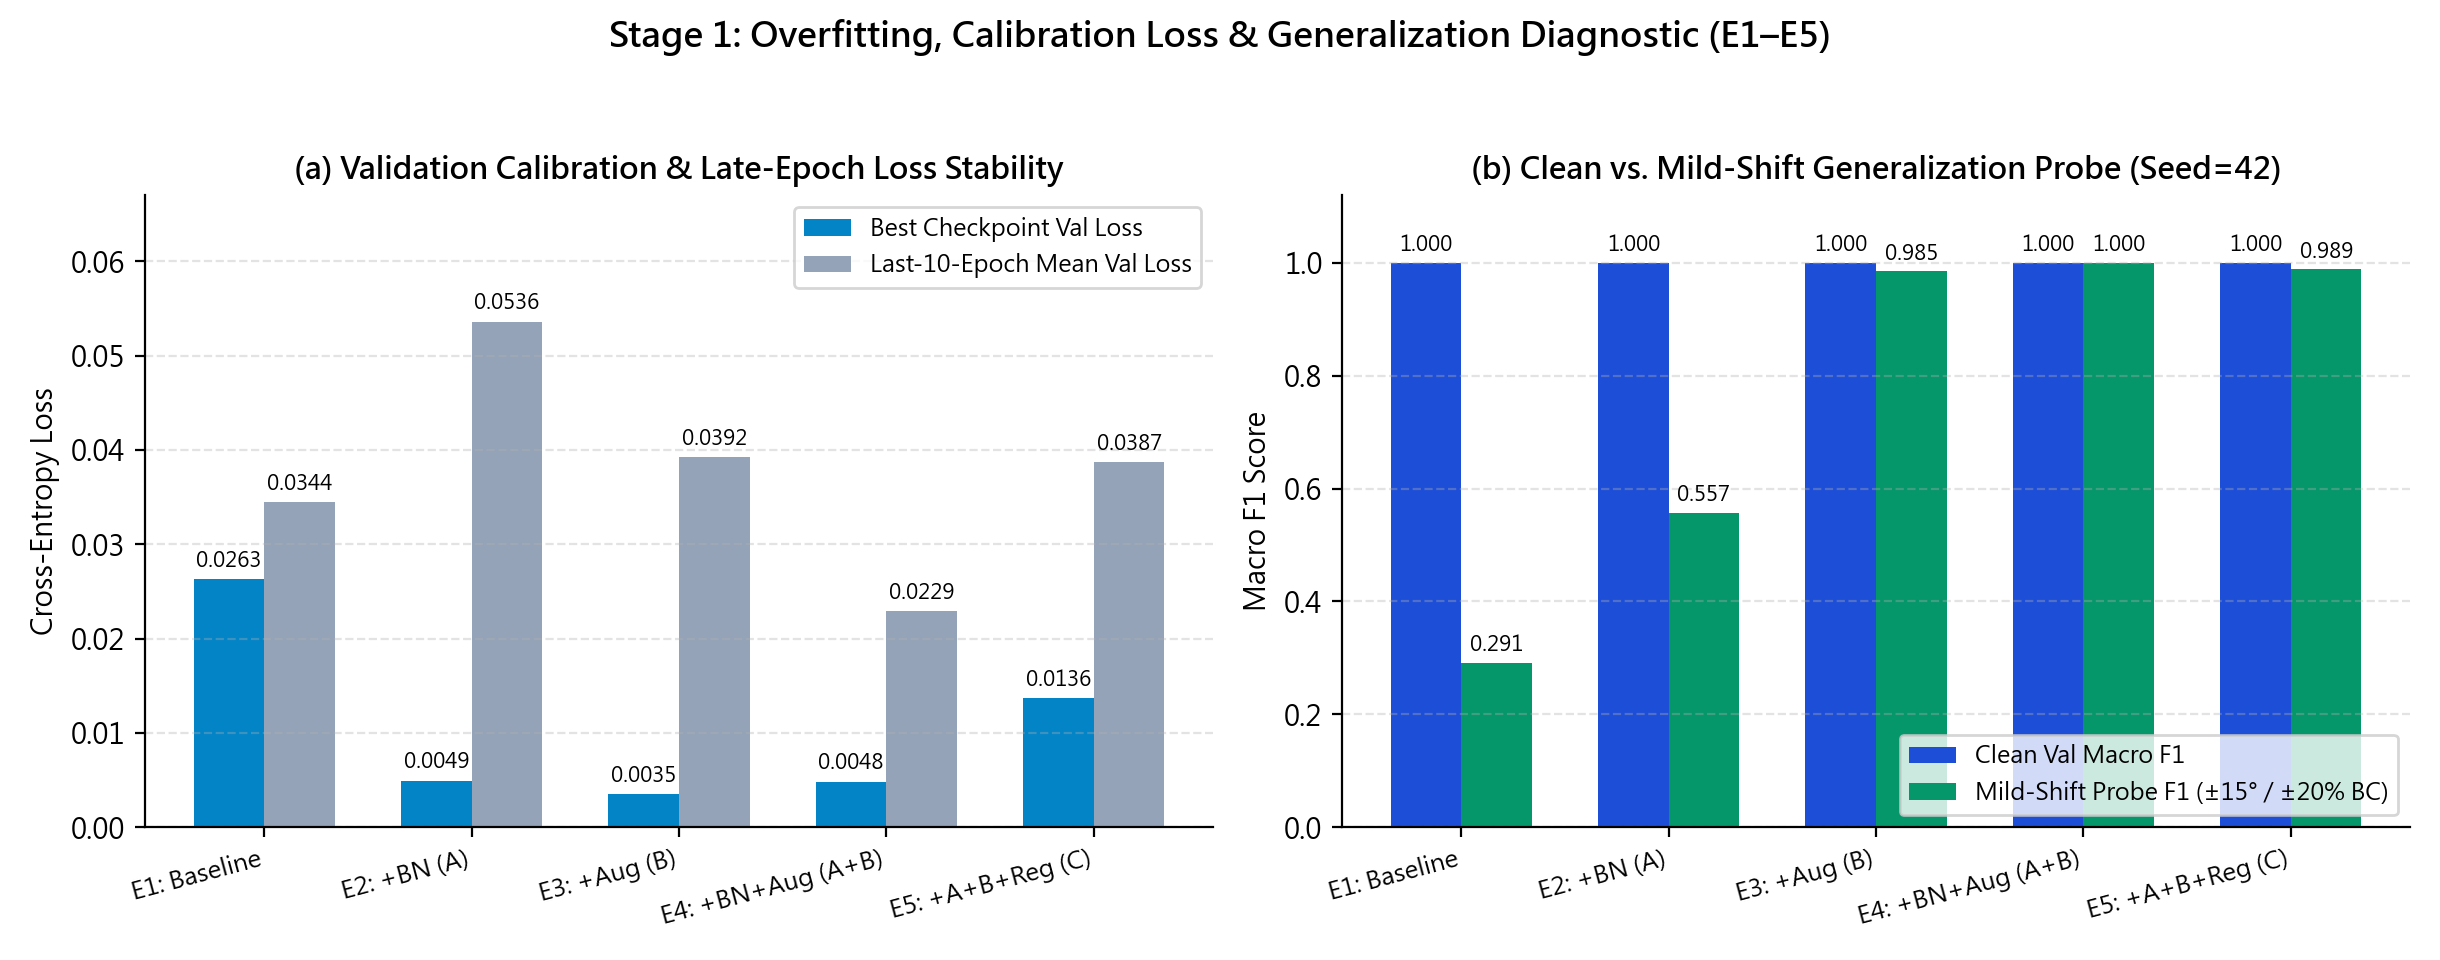 Stage 1: Overfitting, Calibration Loss & Generalization Diagnostic (E1–E5)
(a) Validation Calibration & Late-Epoch Loss Stability
Cross-Entropy Loss
0.06
0.05
0.04
0.03
0.02
0.01
0.00
Best Checkpoint Val Loss
Last-10-Epoch Mean Val Loss
0.0263
0.0344
0.0049
0.0536
0.0035
0.0392
0.0048
0.0229
0.0136
0.0387
E1: Baseline
E2: +BN (A)
E3: +Aug (B)
E4: +BN+Aug (A+B)
E5: +A+B+Reg (C)
(b) Clean vs. Mild-Shift Generalization Probe (Seed=42)
Macro F1 Score
1.0
0.8
0.6
0.4
0.2
0.0
1.000
0.291
1.000
0.557
1.000
0.985
1.000
1.000
1.000
0.989
Clean Val Macro F1
Mild-Shift Probe F1 (±15° / ±20% BC)
E1: Baseline
E2: +BN (A)
E3: +Aug (B)
E4: +BN+Aug (A+B)
E5: +A+B+Reg (C)